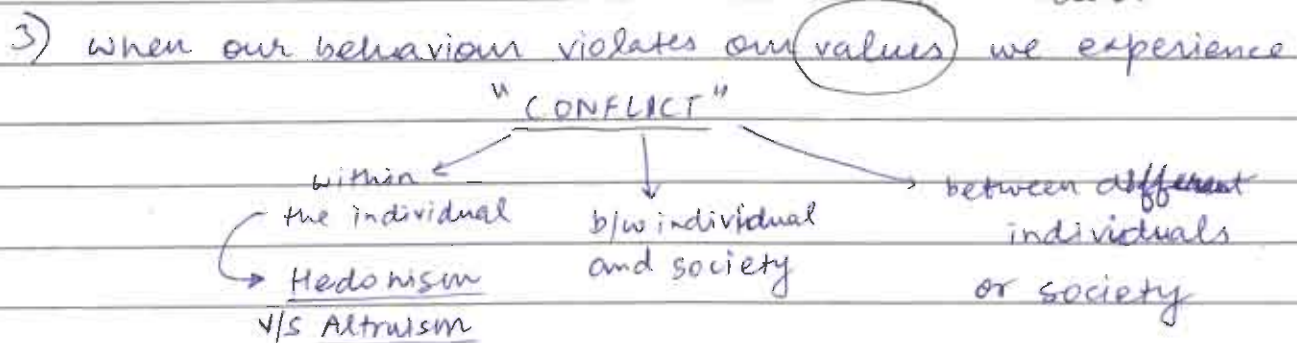 3) when our behaviour violates our values we experience
"CONFLICT"
within
the individual
Hedonism
v/s Altruism
b/w individual
and society
between different
individuals
or society